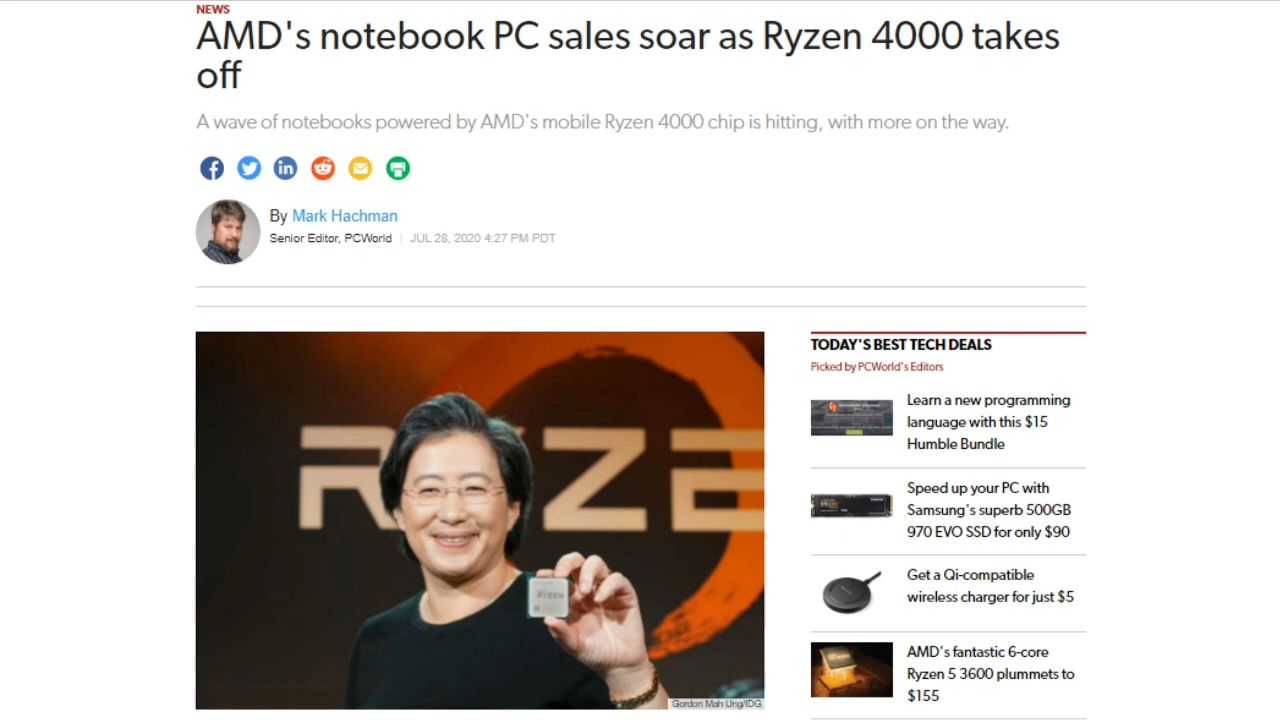 NEWS
AMD's notebook PC sales soar as Ryzen 4000 takes
off
A wave of notebooks powered by AMD's mobile Ryzen 4000 chip is hitting, with more on the way.
By Mark Hachman
Senior Editor, PCWorld | JUL 28, 2020 4:27 PM PDT
RYZE
RYZEN
Gordon Mah Ung/IDG
TODAY'S BEST TECH DEALS
Picked by PCWorld's Editors
Learn a new programming
language with this $15
Humble Bundle
Speed up your PC with
Samsung's superb 500GB
970 EVO SSD for only $90
Get a Qi-compatible
wireless charger for just $5
AMD's fantastic 6-core
Ryzen 5 3600 plummets to
$155